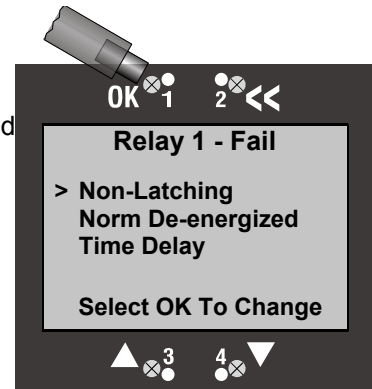 OK 1 2 <<
d
Relay 1 - Fail
> Non-Latching
Norm De-energized
Time Delay
Select OK To Change
3 4